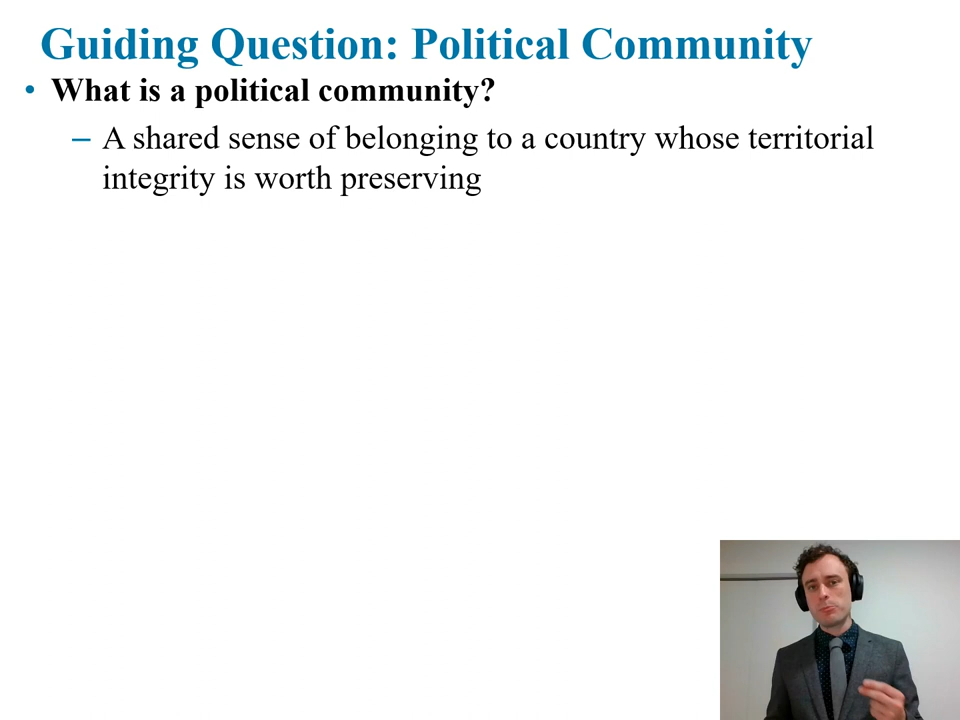 Guiding Question: Political Community
• What is a political community?
– A shared sense of belonging to a country whose territorial
integrity is worth preserving